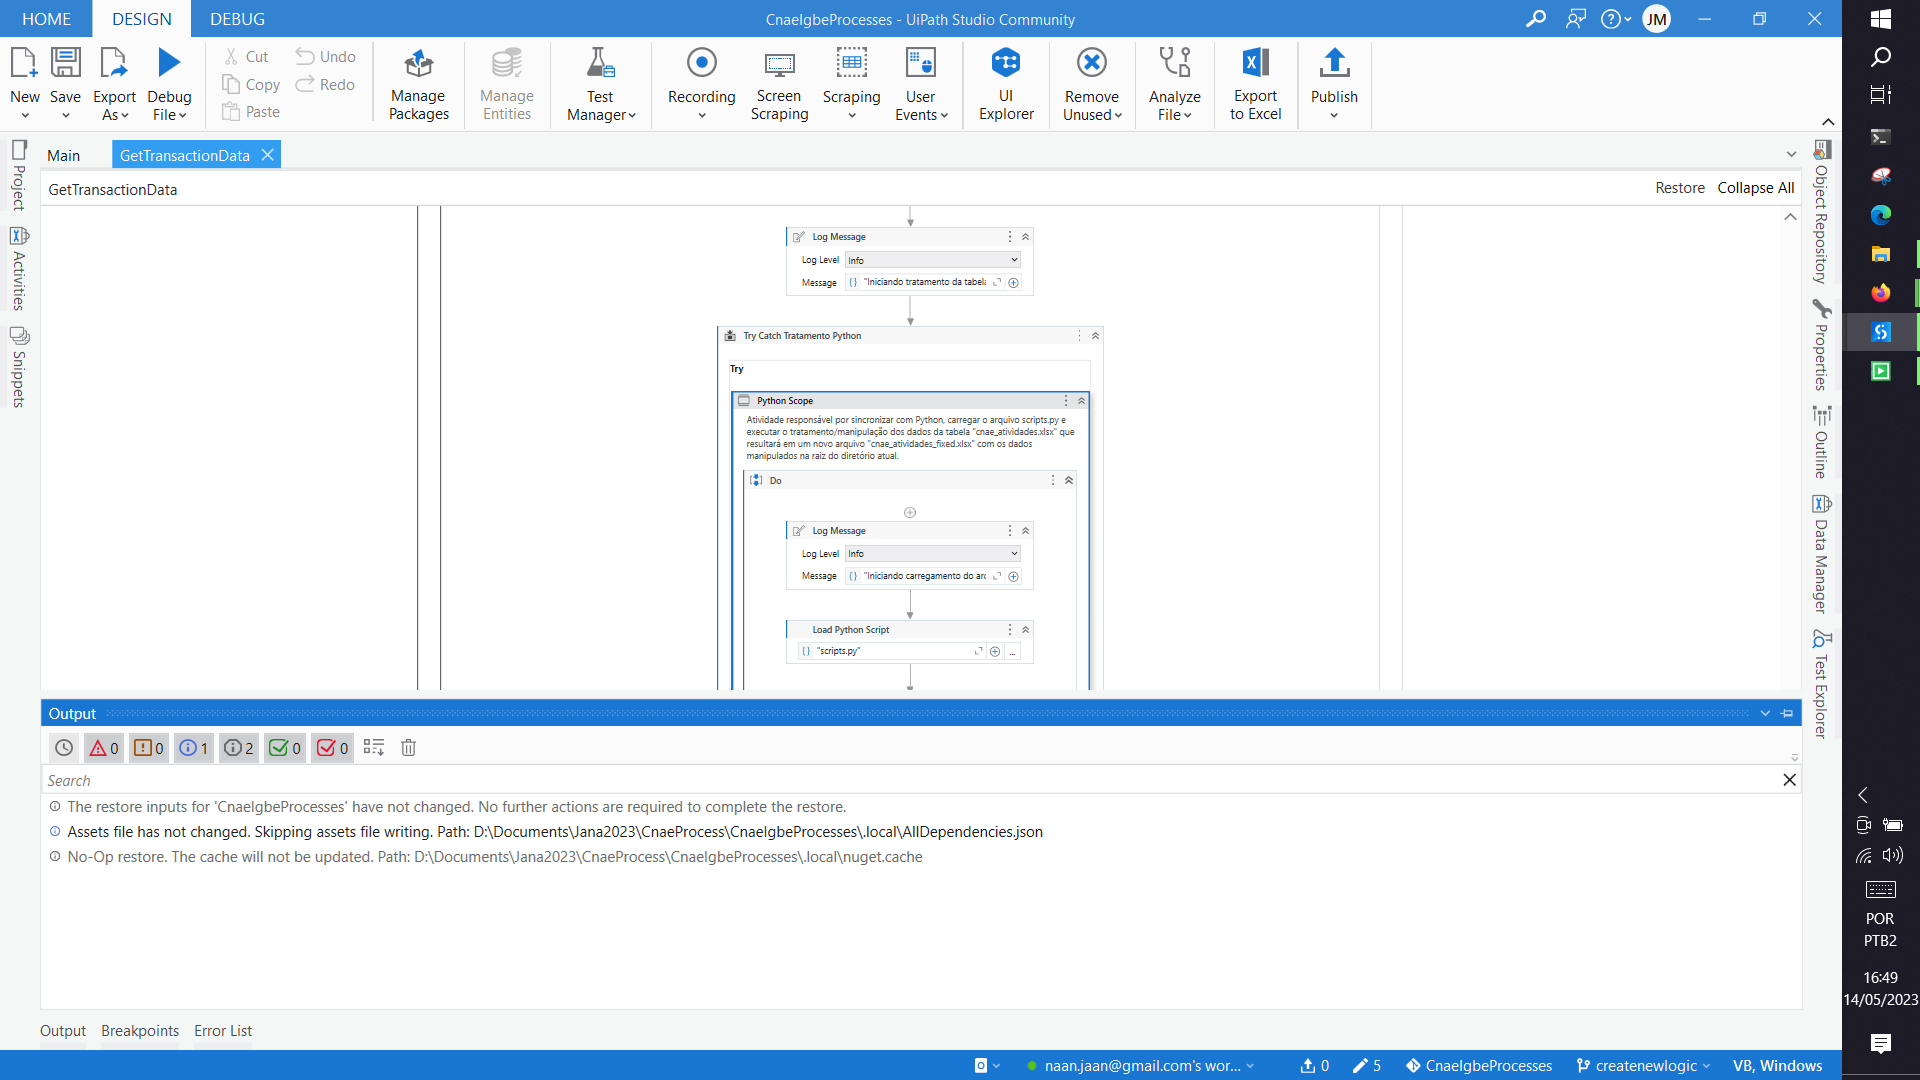 HOME DESIGN DEBUG
CnaeIgbeProcesses - UiPath Studio Community
JM
New
Save
Export As
Debug File
Cut
Copy
Paste
Undo
Redo
Manage Packages
Manage Entities
Test Manager
Recording
Screen Scraping
Scraping
User Events
UI Explorer
Remove Unused
Analyze File
Export to Excel
Publish
Project
Activities
Snippets
Main GetTransactionData
GetTransactionData
Restore Collapse All
Log Message
Log Level Info
Message "Iniciando tratamento da tabela
Try Catch Tratamento Python
Try
Python Scope
Atividade responsável por sincronizar com Python, carregar o arquivo scripts.py e
executar o tratamento/manipulação dos dados da tabela "cnae_atividades.xlsx" que
resultará em um novo arquivo "cnae_atividades_fixed.xlsx" com os dados
manipulados na raiz do diretório atual.
Do
Log Message
Log Level Info
Message "Iniciando carregamento do arq
Load Python Script
"scripts.py"
...
Object Repository
Properties
Outline
Data Manager
Test Explorer
Output
0 0 1 2 0 0
Search
The restore inputs for 'CnaeIgbeProcesses' have not changed. No further actions are required to complete the restore.
Assets file has not changed. Skipping assets file writing. Path: D:\Documents\Jana2023\CnaeProcess\CnaeIgbeProcesses\.local\AllDependencies.json
No-Op restore. The cache will not be updated. Path: D:\Documents\Jana2023\CnaeProcess\CnaeIgbeProcesses\.local\nuget.cache
Output Breakpoints Error List
naan.jaan@gmail.com's wor... 0 5 CnaeIgbeProcesses createnewlogic VB, Windows
POR
PTB2
16:49
14/05/2023